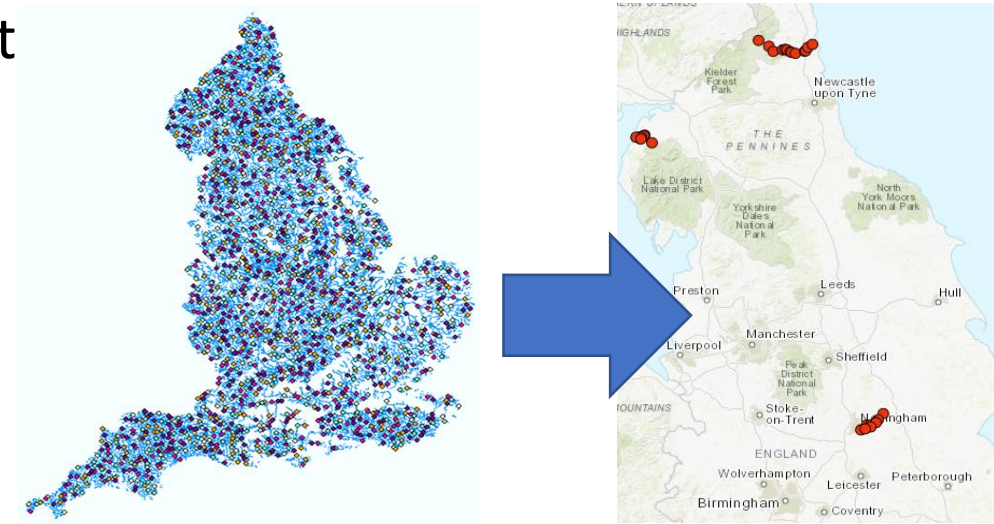 t
HIGHLANDS
Kielder
Forest
Park
Newcastle
upon Tyne
THE
PENNINES
Lake District
National Park
North
York Moors
National Park
Yorkshire
Dales
National
Park
Preston
Leeds
Hull
Manchester
Liverpool
Sheffield
Peak
District
National
Park
MOUNTAINS
Stoke-
on-Trent
ENGLAND
Wolverhampton
Leicester
Peterborough
Birmingham
Coventry